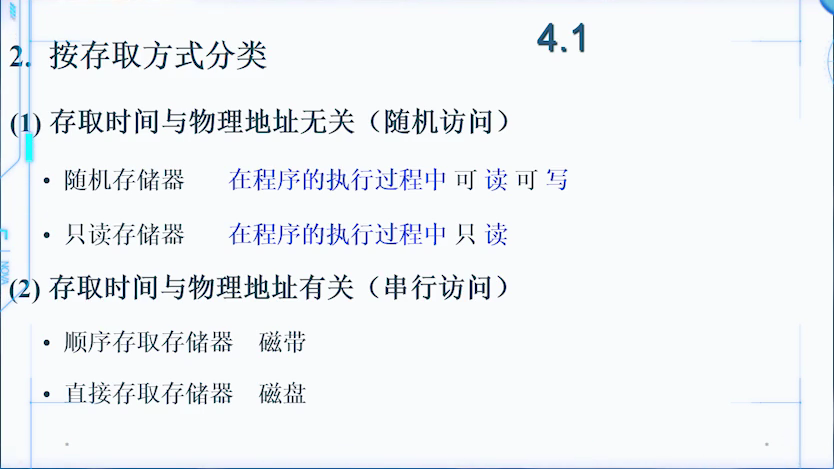 4.1
2. 按存取方式分类
(1) 存取时间与物理地址无关（随机访问）
• 随机存储器 在程序的执行过程中 可 读 可 写
• 只读存储器 在程序的执行过程中 只 读
(2) 存取时间与物理地址有关（串行访问）
• 顺序存取存储器 磁带
• 直接存取存储器 磁盘